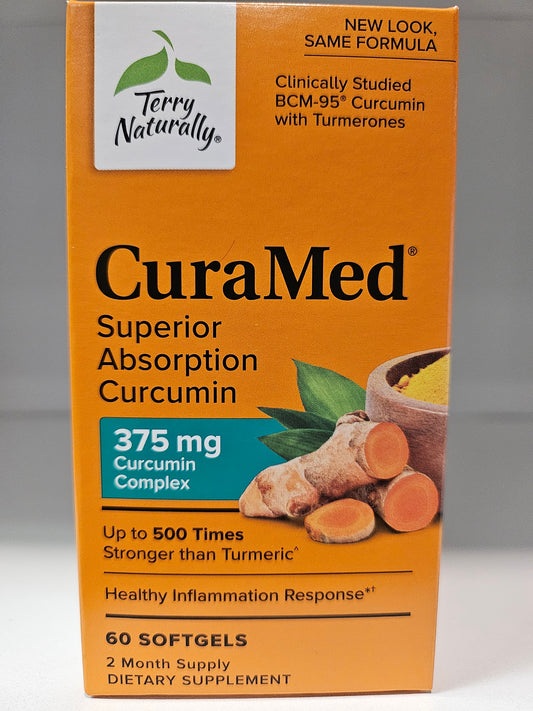 NEW LOOK,
SAME FORMULA
Terry
Naturally®
Clinically Studied
BCM-95® Curcumin
with Turmerones
CuraMed®
Superior
Absorption
Curcumin
375 mg
Curcumin
Complex
Up to 500 Times
Stronger than Turmeric^
Healthy Inflammation Response*†
60 SOFTGELS
2 Month Supply
DIETARY SUPPLEMENT